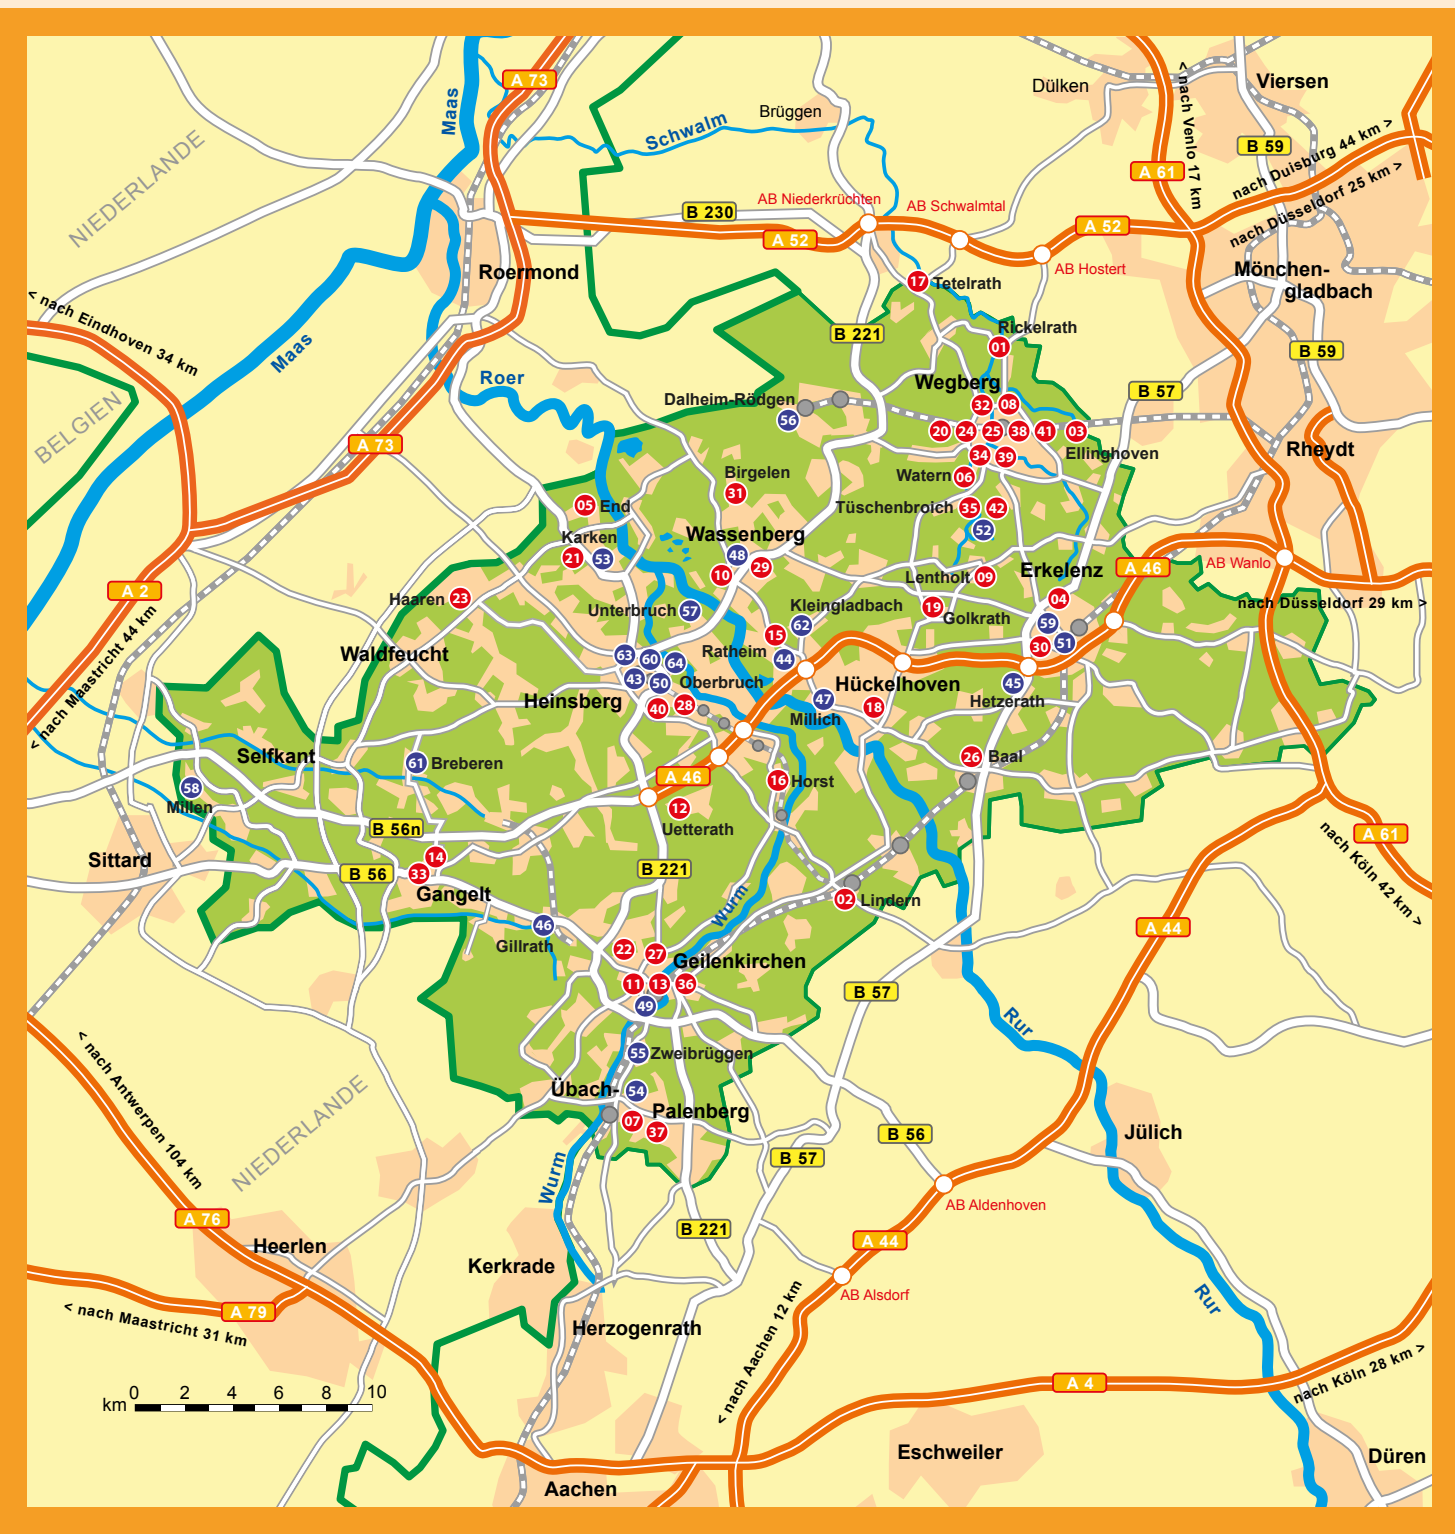 Dülken
Viersen
A 73
Maas
Brüggen
Schwalm
< nach Venlo 17 km
B 59
nach Duisburg 44 km >
NIEDERLANDE
A 61
AB Niederkrüchten
AB Schwalmtal
nach Düsseldorf 25 km >
B 230
A 52
A 52
Roermond
AB Hostert
Mönchen-
gladbach
17
Tetelrath
< nach Eindhoven 34 km
Maas
B 221
Rickelrath
01
B 59
Roer
Wegberg
B 57
BELGIEN
Dalheim-Rödgen
56
32
08
20
24
25
38
41
03
A 73
34
39
Ellinghoven
Rheydt
Birgelen
31
Watern
06
05
End
Tüschenbroich
35
42
52
Karken
21
53
Wassenberg
48
10
29
AB Wanlo
A 46
A 2
Lentholt
09
Erkelenz
Haaren
23
Unterbruch
57
Kleingladbach
62
19
Golkrath
04
59
nach Düsseldorf 29 km >
< nach Maastricht 44 km
Waldfeucht
63
60
64
15
Ratheim
44
30
51
43
50
Oberbruch
Hückelhoven
45
Hetzerath
Heinsberg
40
28
47
Millich
18
Selfkant
61
Breberen
26
Baal
58
Millen
A 46
16
Horst
12
Uetterath
B 56n
Sittard
14
33
Gangelt
B 56
B 221
A 61
nach Köln 42 km >
02
Lindern
Wurm
46
Gillrath
A 44
22
27
Geilenkirchen
11
13
36
49
B 57
Rur
55
Zweibrüggen
Übach-
54
Palenberg
07
37
< nach Antwerpen 104 km
NIEDERLANDE
B 56
Jülich
B 57
Wurm
AB Aldenhoven
A 76
Heerlen
B 221
A 44
Kerkrade
AB Alsdorf
Rur
A 79
< nach Maastricht 31 km
Herzogenrath
< nach Aachen 12 km
nach Köln 28 km >
A 4
0 2 4 6 8 10
km
Eschweiler
Düren
Aachen